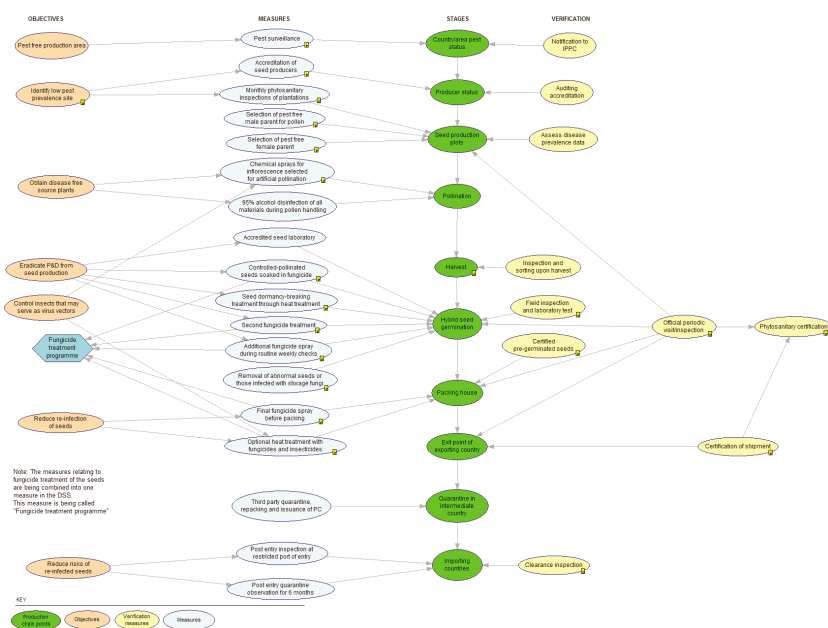 OBJECTIVES
MEASURES
STAGES
VERIFICATION
Pest free production area
Pest surveillance
Country/area pest
status
Notification to
IPPC
Identify low pest
prevalence site
Accreditation of
seed producers
Monthly phytosanitary
inspections of plantations
Producer status
Auditing
accreditation
Selection of pest free
male parent for pollen
Selection of pest free
female parent
Seed production
plots
Assess disease
prevalence data
Obtain disease free
source plants
Chemical sprays for
inflorescence selected
for artificial pollination
95% alcohol disinfection of all
materials during pollen handling
Pollination
Accredited seed laboratory
Eradicate P&D from
seed production
Controlled-pollinated
seeds soaked in fungicide
Harvest
Inspection and
sorting upon harvest
Control insects that may
serve as virus vectors
Seed dormancy-breaking
treatment through heat treatment
Second fungicide treatment
Hybrid seed
germination
Field inspection
and laboratory test
Official periodic
visit/inspection
Phytosanitary certification
Fungicide
treatment
programme
Additional fungicide spray
during routine weekly checks
Certified
pre-germinated seeds
Removal of abnormal seeds or
those infected with storage fungi
Packing house
Reduce re-infection
of seeds
Final fungicide spray
before packing
Optional heat treatment with
fungicides and insecticides
Exit point of
exporting country
Certification of shipment
Note: The measures relating to
fungicide treatment of the seeds
are being combined into one
measure in the DSS.
This measure is being called
"Fungicide treatment programme"
Third party quarantine,
repacking and issuance of PC
Quarantine in
intermediate
country
Reduce risks of
re-infected seeds
Post entry inspection at
restricted port of entry
Post entry quarantine
observation for 6 months
Importing
countries
Clearance inspection
KEY
Production
chain points
Objectives
Verification
measures
Measures